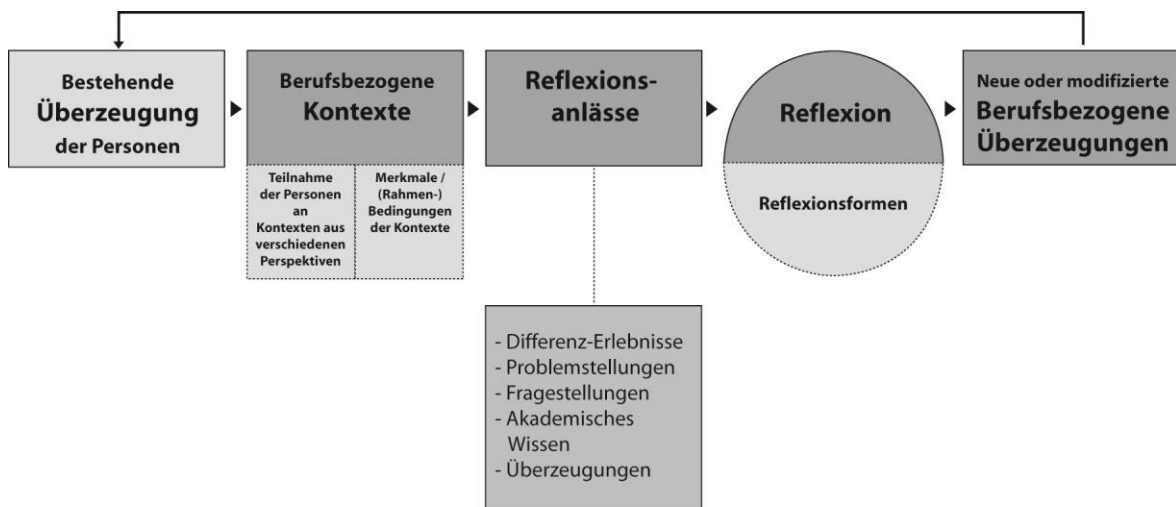 Bestehende
Überzeugung
der Personen
Berufsbezogene
Kontexte
Teilnahme
der Personen
an
Kontexten aus
verschiedenen
Perspektiven
Merkmale /
(Rahmen-)
Bedingungen
der Kontexte
Reflexions-
anlässe
- Differenz-Erlebnisse
- Problemstellungen
- Fragestellungen
- Akademisches
Wissen
- Überzeugungen
Reflexion
Reflexionsformen
Neue oder modifizierte
Berufsbezogene
Überzeugungen